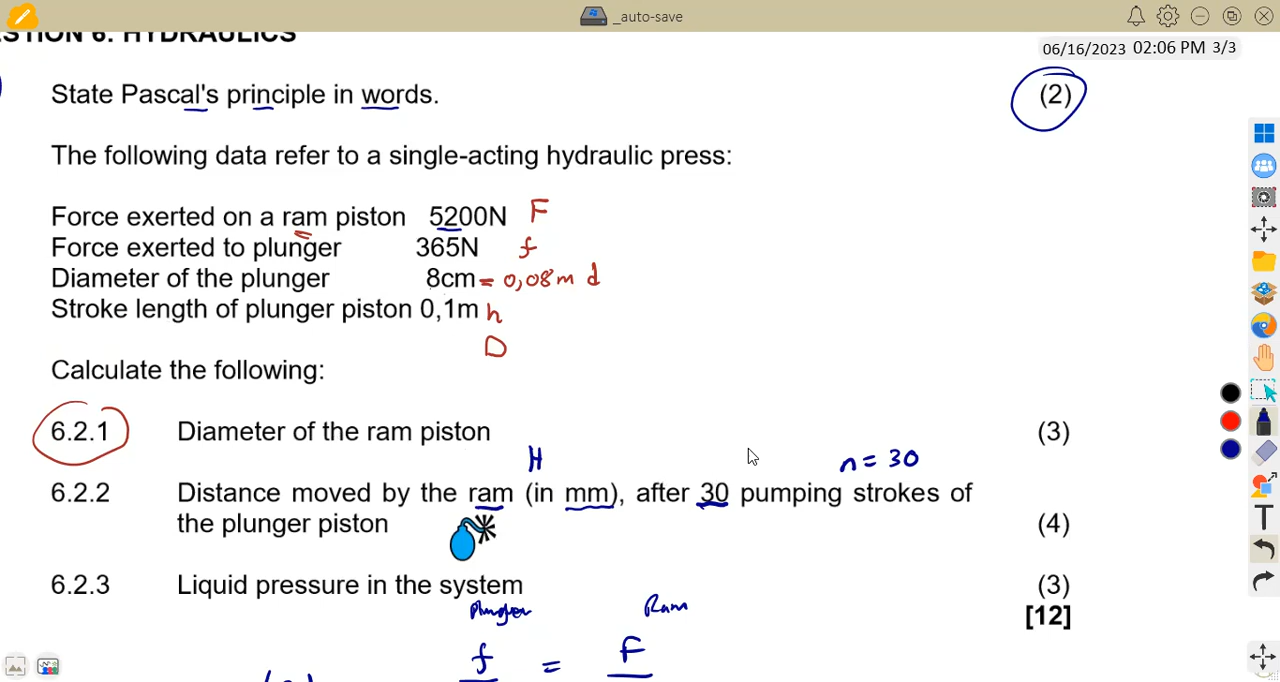 _auto-save
STION 6: HYDRAULICS
06/16/2023 02:06 PM 3/3
State Pascal's principle in words. (2)
The following data refer to a single-acting hydraulic press:
Force exerted on a ram piston 5200N F
Force exerted to plunger 365N f
Diameter of the plunger 8cm = 0,08m d
Stroke length of plunger piston 0,1m h
D
Calculate the following:
6.2.1 Diameter of the ram piston (3)
H n = 30
6.2.2 Distance moved by the ram (in mm), after 30 pumping strokes of
the plunger piston (4)
6.2.3 Liquid pressure in the system (3)
[12]
Plunger Ram
f = F